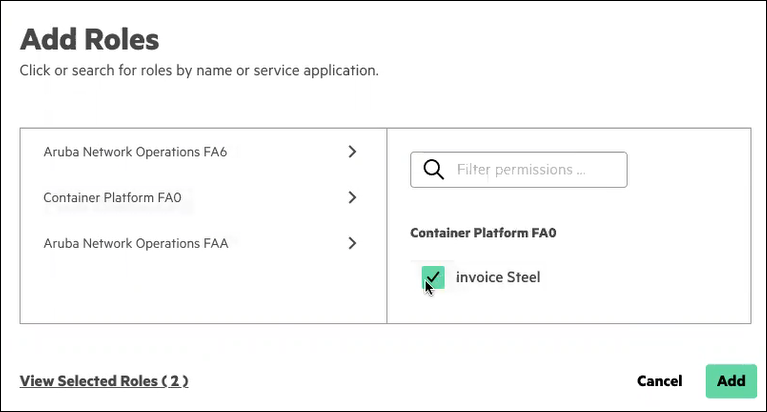 Add Roles
Click or search for roles by name or service application.
Aruba Network Operations FA6
Container Platform FA0
Aruba Network Operations FAA
Filter permissions ...
Container Platform FA0
invoice Steel
View Selected Roles ( 2 )
Cancel
Add